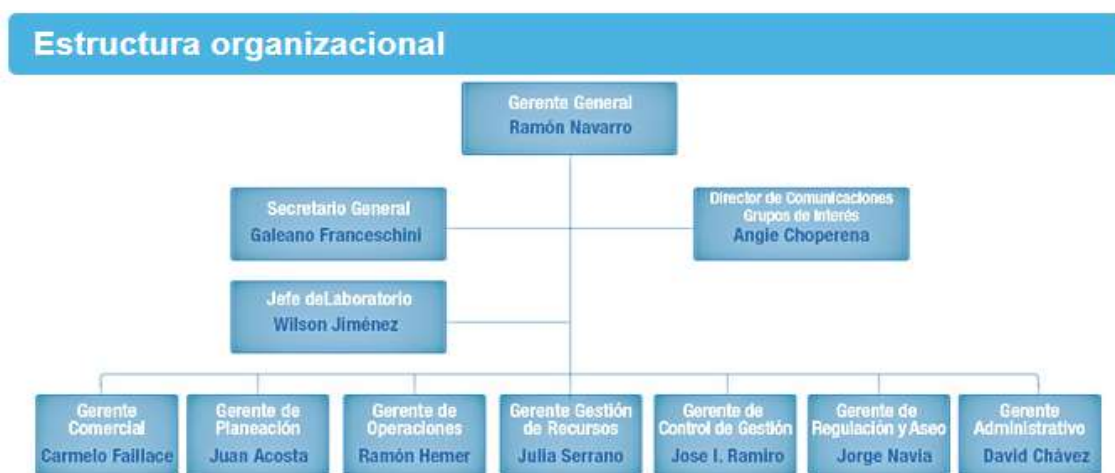 Estructura organizacional
Gerente General
Ramón Navarro
Secretario General
Galeano Franceschini
Director de Comunicaciones
Grupos de Interés
Angie Choperena
Jefe deLaboratorio
Wilson Jiménez
Gerente
Comercial
Carmelo Faillace
Gerente de
Planeación
Juan Acosta
Gerente de
Operaciones
Ramón Hemer
Gerente Gestión
de Recursos
Julia Serrano
Gerente de
Control de Gestión
Jose I. Ramiro
Gerente de
Regulación y Aseo
Jorge Navia
Gerente
Administrativo
David Chávez